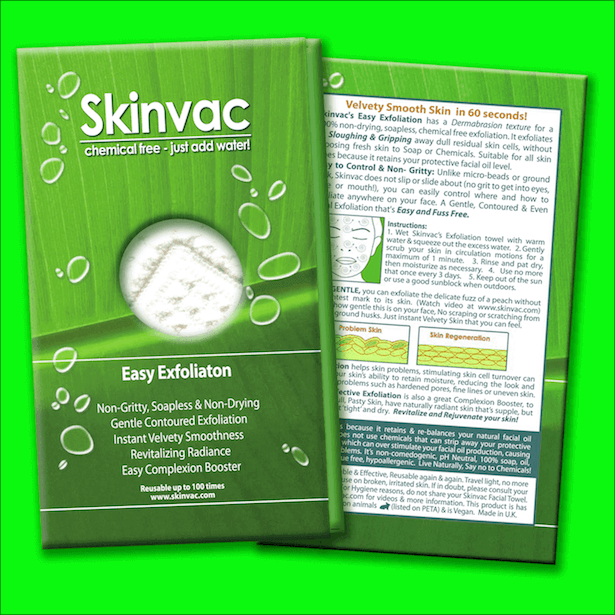 Skinvac
chemical free - just add water!
Easy Exfoliaton
Non-Gritty, Soapless & Non-Drying
Gentle Contoured Exfoliation
Instant Velvety Smoothness
Revitalizing Radiance
Easy Complexion Booster
Reusable up to 100 times
www.skinvac.com
Velvety Smooth Skin in 60 seconds!
Easy Exfoliation has a Dermabrasion texture for a
non-drying, soapless, chemical free exfoliation. It exfoliates
Sloughing & Gripping away dull residual skin cells, without
fresh skin to Soap or Chemicals. Suitable for all skin
because it retains your protective facial oil level.
to Control & Non- Gritty: Unlike micro-beads or ground
Skinvac does not slip or slide about (no grit to get into eyes,
or mouth!), you can easily control where and how to
anywhere on your face. A Gentle, Contoured & Even
Exfoliation that's Easy and Fuss Free.
Instructions:
1. Wet Skinvac's Exfoliation towel with warm
water & squeeze out the excess water. 2. Gently
scrub your skin in circulation motions for a
maximum of 1 minute. 3. Rinse and pat dry,
then moisturize as necessary. 4. Use no more
that once every 3 days. 5. Keep out of the sun
or use a good sunblock when outdoors.
GENTLE, you can exfoliate the delicate fuzz of a peach without
mark to its skin. (Watch video at www.skinvac.com)
how gentle this is on your face, No scraping or scratching from
ground husks. Just instant Velvety Skin that you can feel.
Problem Skin
Skin Regeneration
helps skin problems, stimulating skin cell turnover can
skin's ability to retain moisture, reducing the look and
problems such as hardened pores, fine lines or uneven skin.
Exfoliation is also a great Complexion Booster, to
Pasty Skin, have naturally radiant skin that's supple, but
'tight' and dry. Revitalize and Rejuvenate your skin!
because it retains & re-balances your natural facial oil
not use chemicals that can strip away your protective
which can over stimulate your facial oil production, causing
It's non-comedogenic, pH Neutral, 100% soap, oil,
free, hypoallergenic. Live Naturally, Say no to Chemicals!
& Effective, Reusable again & again. Travel light, no more
use on broken, irritated skin. If in doubt, please consult your
or Hygiene reasons, do not share your Skinvac Facial Towel.
for videos & more information. This product has
on animals (listed on PETA) & is Vegan. Made in U.K.